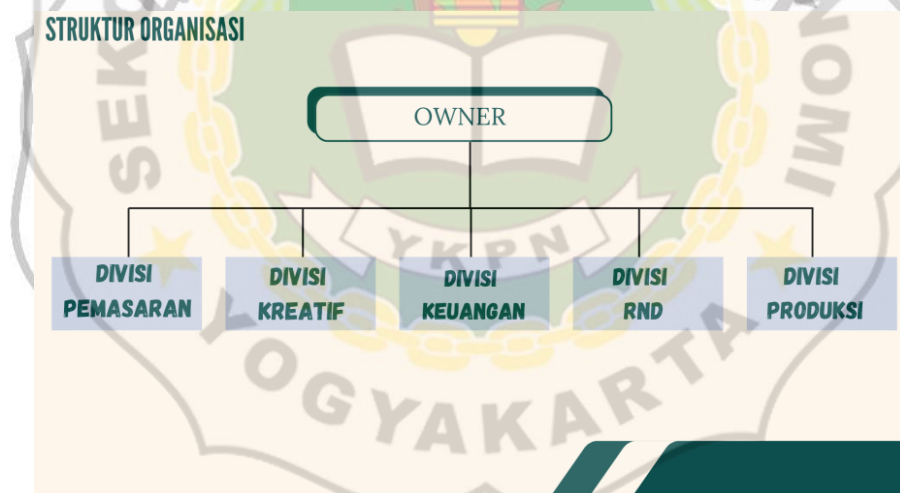 STRUKTUR ORGANISASI
OWNER
DIVISI
PEMASARAN
DIVISI
KREATIF
DIVISI
KEUANGAN
DIVISI
RND
DIVISI
PRODUKSI
YKPN
YOGYAKARTA